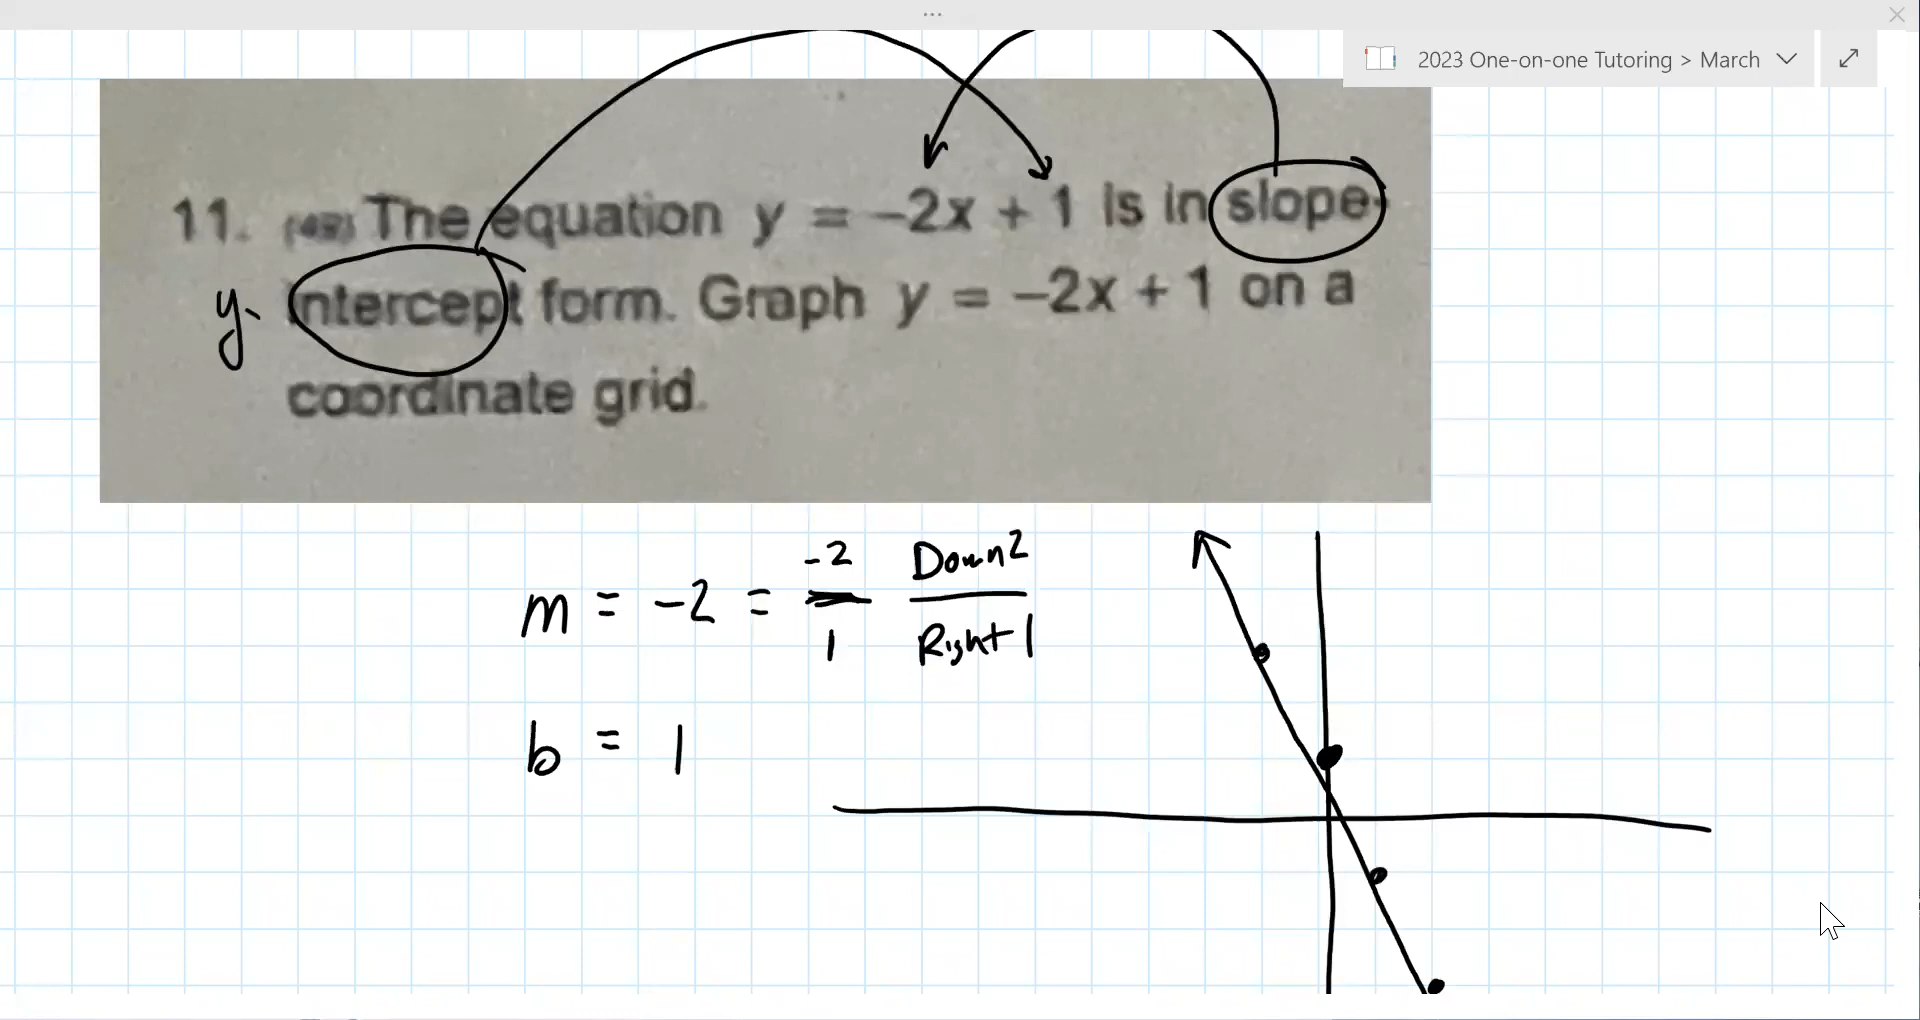 2023 One-on-one Tutoring > March
11. (49) The equation y = -2x + 1 is in slope-
y- intercept form. Graph y = -2x + 1 on a
coordinate grid.
m = -2 = -2/1 Down 2/Right 1
b = 1